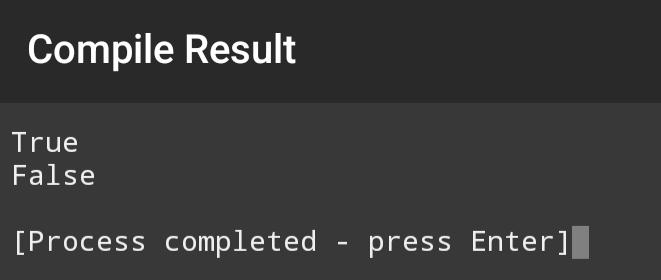 Compile Result
True
False
[Process completed - press Enter]